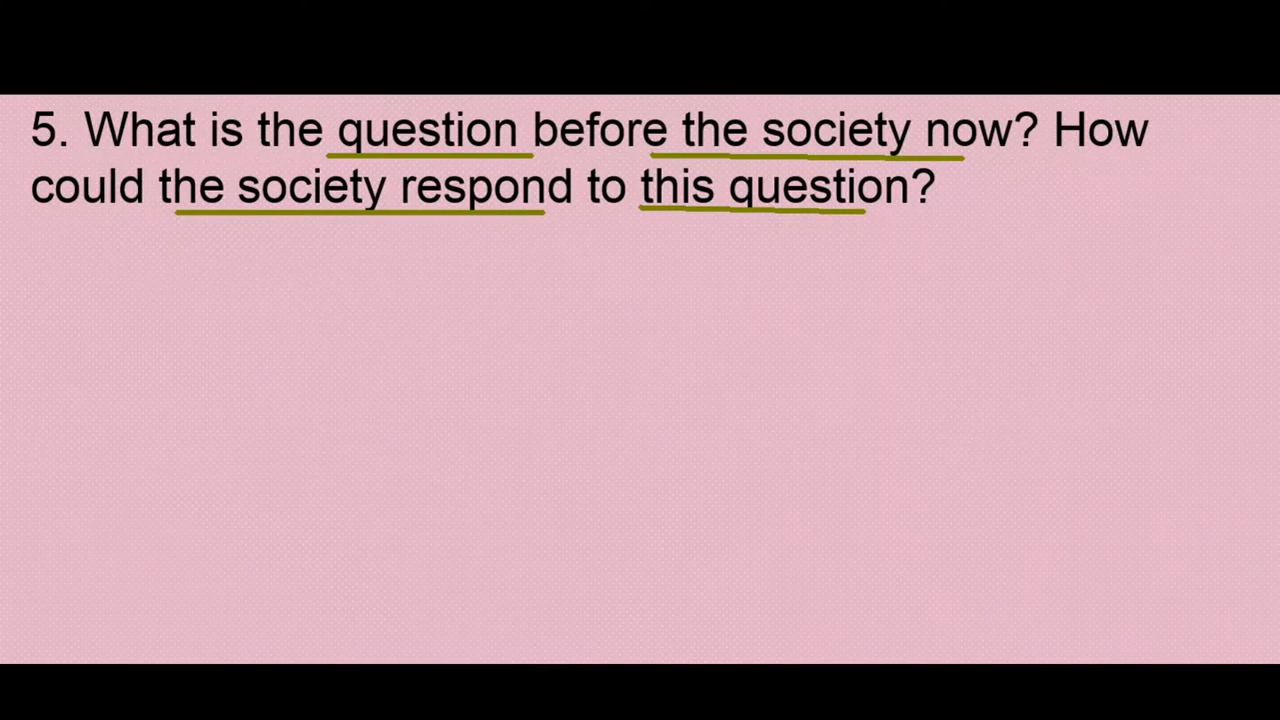 5. What is the question before the society now? How
could the society respond to this question?